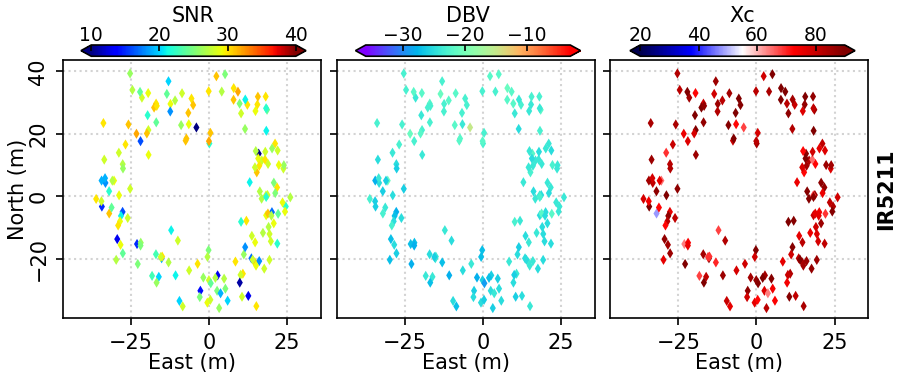 SNR DBV Xc
10 20 30 40 −30 −20 −10 20 40 60 80
40
20
0
−20
North (m)
IR5211
−25 0 25 −25 0 25 −25 0 25
East (m) East (m) East (m)